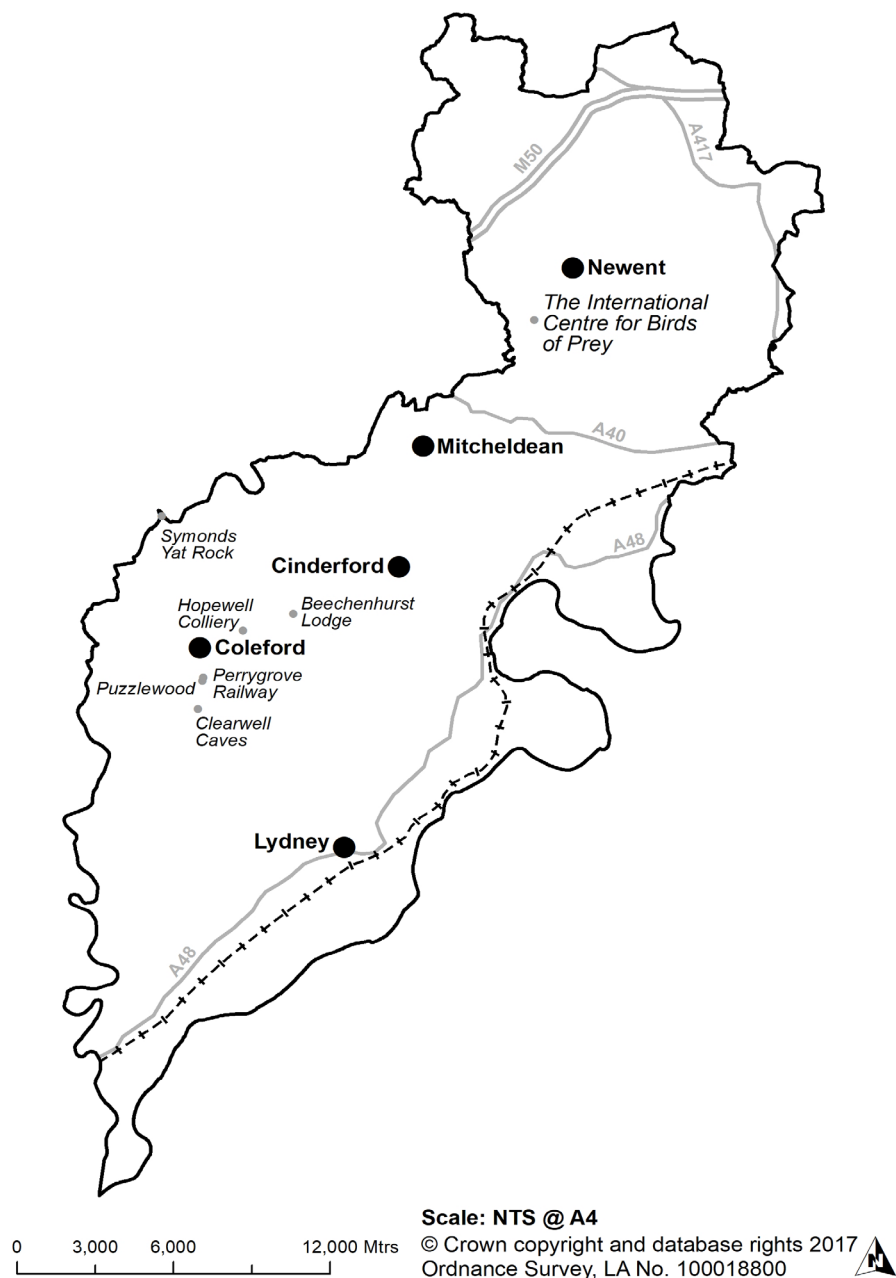 M50
A417
Newent
The International
Centre for Birds
of Prey
A40
Mitcheldean
Symonds
Yat Rock
A48
Cinderford
Hopewell
Colliery
Beechenhurst
Lodge
Coleford
Puzzlewood
Perrygrove
Railway
Clearwell
Caves
Lydney
A48
Scale: NTS @ A4
0 3,000 6,000 12,000 Mtrs
© Crown copyright and database rights 2017
Ordnance Survey, LA No. 100018800
N